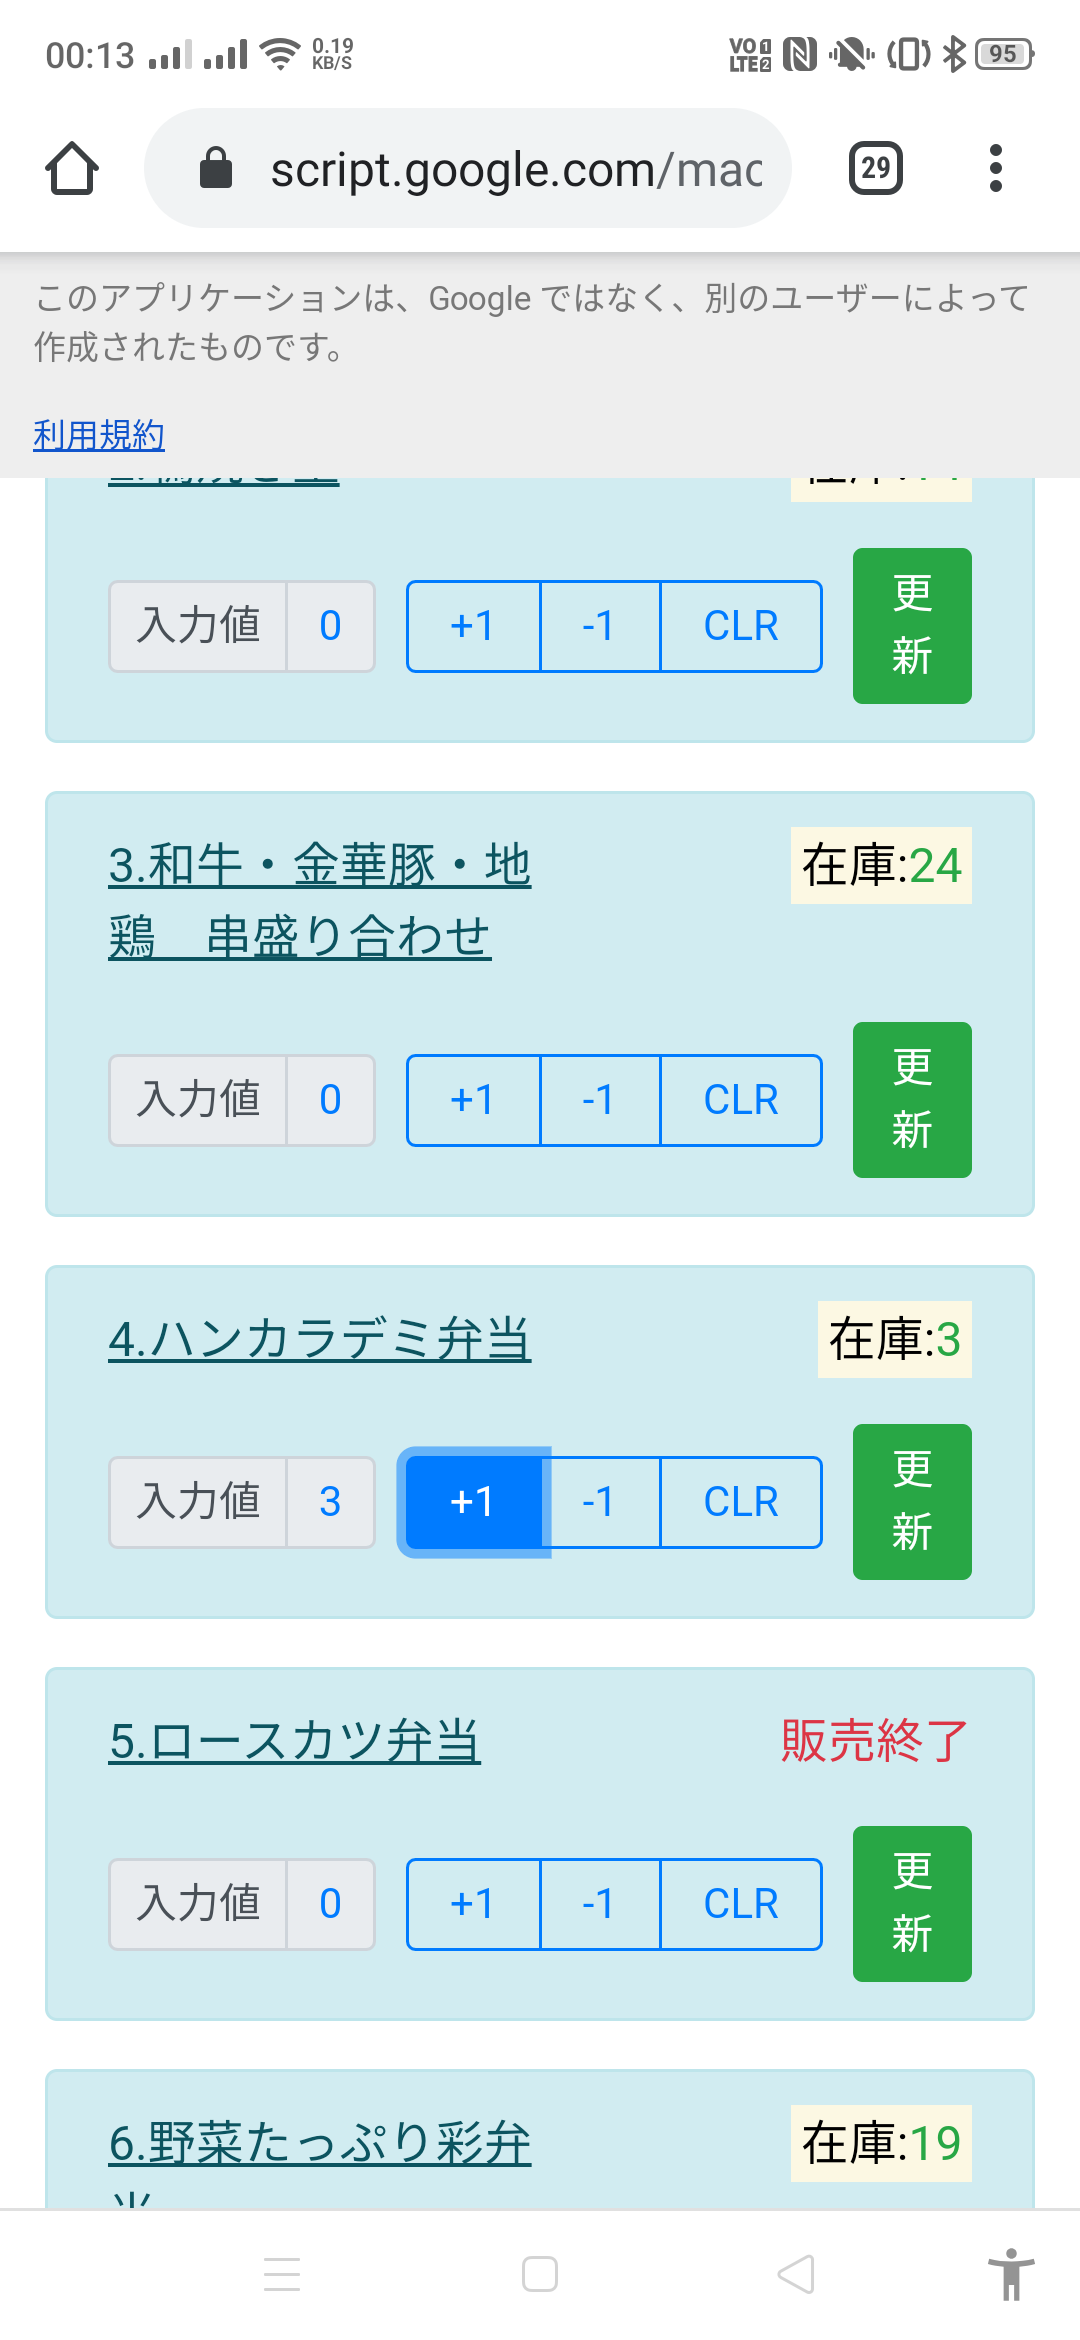 00:13 0.19 KB/S VO LTE 1 2 95
script.google.com/mac 29
このアプリケーションは、Google ではなく、別のユーザーによって
作成されたものです。
利用規約
入力値 0 +1 -1 CLR 更新
3.和牛・金華豚・地
鶏　串盛り合わせ
在庫:24
入力値 0 +1 -1 CLR 更新
4.ハンカラデミ弁当 在庫:3
入力値 3 +1 -1 CLR 更新
5.ロースカツ弁当 販売終了
入力値 0 +1 -1 CLR 更新
6.野菜たっぷり彩弁
在庫:19